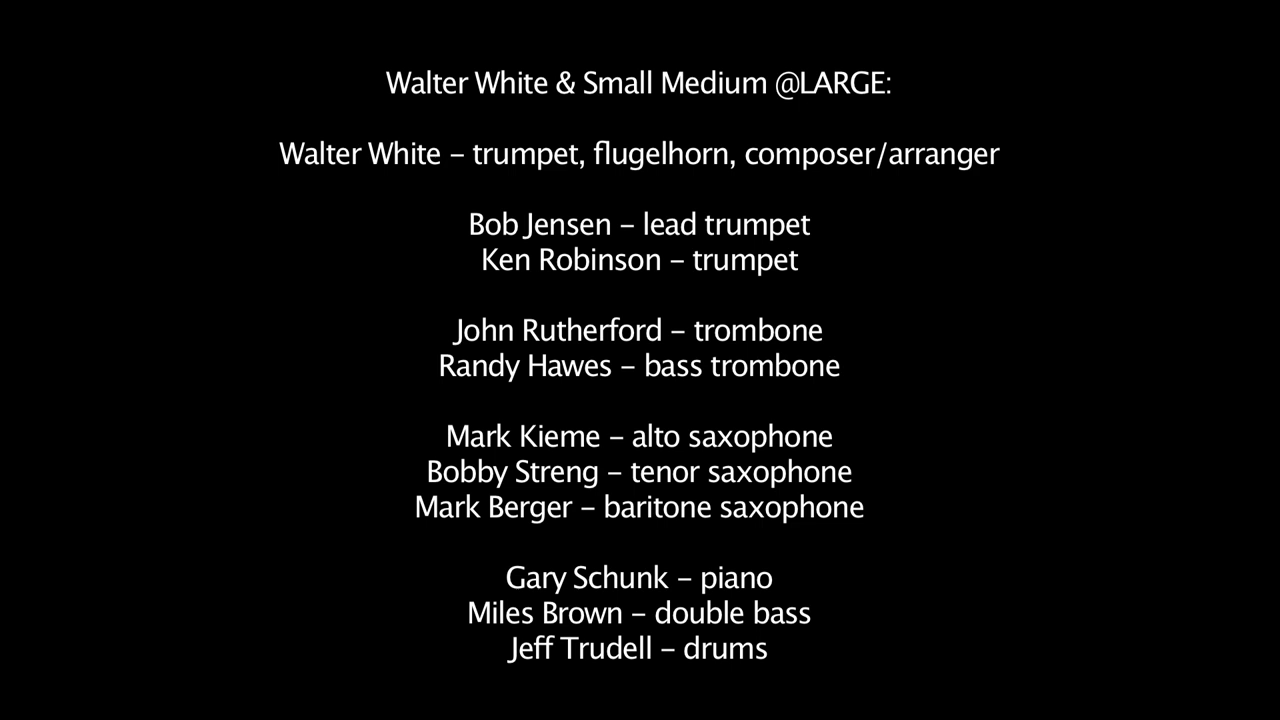 Walter White & Small Medium @LARGE:
Walter White – trumpet, flugelhorn, composer/arranger
Bob Jensen – lead trumpet
Ken Robinson – trumpet
John Rutherford – trombone
Randy Hawes – bass trombone
Mark Kieme – alto saxophone
Bobby Streng – tenor saxophone
Mark Berger – baritone saxophone
Gary Schunk – piano
Miles Brown – double bass
Jeff Trudell – drums